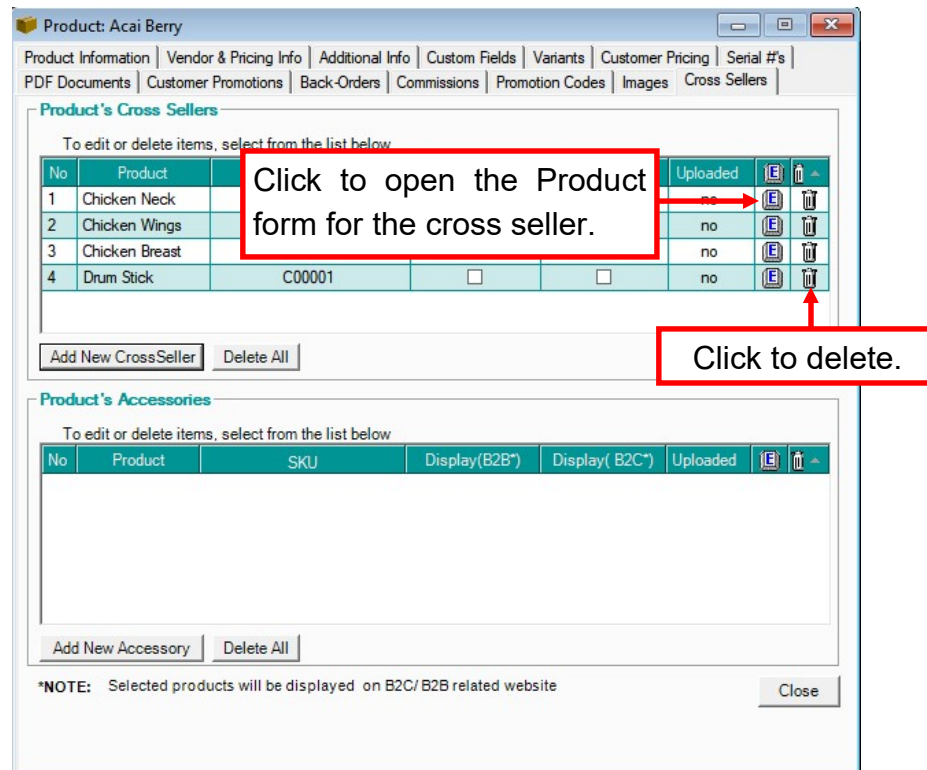 Product: Acai Berry
Product Information Vendor & Pricing Info Additional Info Custom Fields Variants Customer Pricing Serial #'s
PDF Documents Customer Promotions Back-Orders Commissions Promotion Codes Images Cross Sellers
Product's Cross Sellers
To edit or delete items, select from the list below
No Product Uploaded E
Click to open the Product
form for the cross seller.
1 Chicken Neck no E
2 Chicken Wings no E
3 Chicken Breast no E
4 Drum Stick C00001 no E
Add New CrossSeller Delete All
Click to delete.
Product's Accessories
To edit or delete items, select from the list below
No Product SKU Display(B2B*) Display( B2C*) Uploaded E
Add New Accessory Delete All
*NOTE: Selected products will be displayed on B2C/ B2B related website
Close